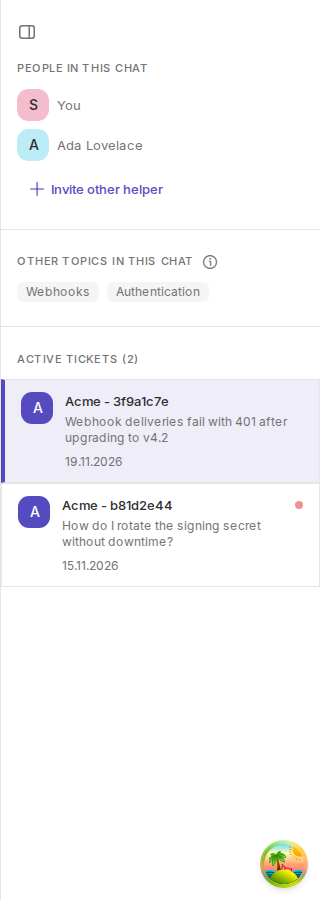 PEOPLE IN THIS CHAT
S You
A Ada Lovelace
Invite other helper
OTHER TOPICS IN THIS CHAT
Webhooks Authentication
ACTIVE TICKETS (2)
A Acme - 3f9a1c7e
Webhook deliveries fail with 401 after
upgrading to v4.2
19.11.2026
A Acme - b81d2e44
How do I rotate the signing secret
without downtime?
15.11.2026